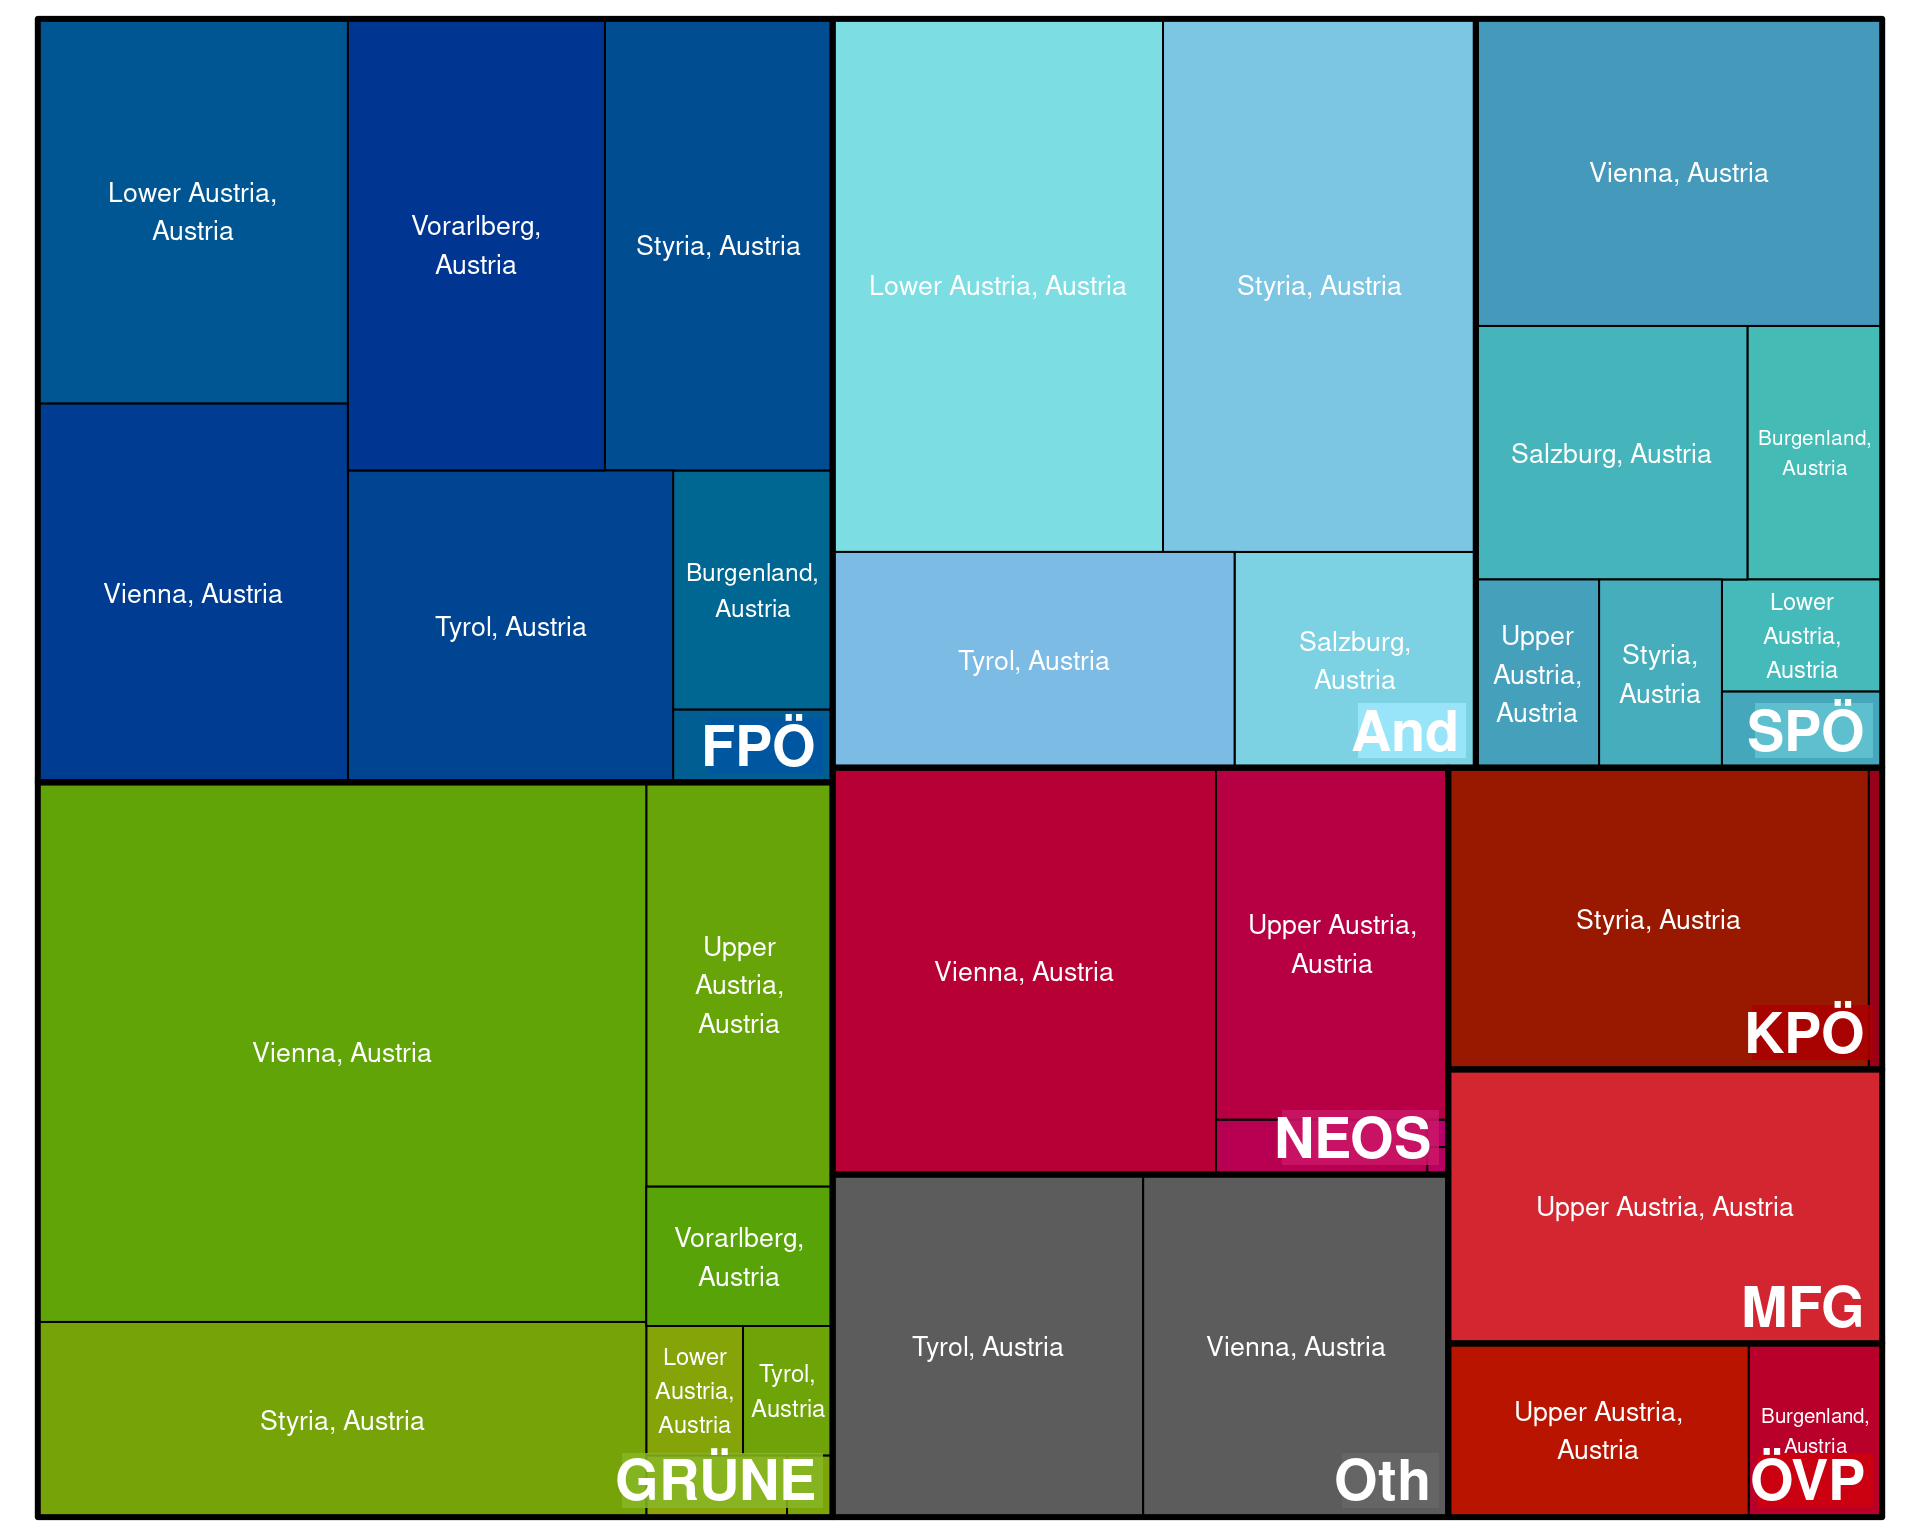 Lower Austria,
Austria
Vorarlberg,
Austria
Styria, Austria
Vienna, Austria
Tyrol, Austria
Burgenland,
Austria
FPÖ
Lower Austria, Austria
Styria, Austria
Tyrol, Austria
Salzburg,
Austria
And
Vienna, Austria
Salzburg, Austria
Burgenland,
Austria
Upper
Austria,
Austria
Styria,
Austria
Lower
Austria,
Austria
SPÖ
Vienna, Austria
Upper
Austria,
Austria
Vorarlberg,
Austria
Styria, Austria
Lower
Austria,
Austria
Tyrol,
Austria
GRÜNE
Vienna, Austria
Upper Austria,
Austria
NEOS
Tyrol, Austria
Vienna, Austria
Oth
Styria, Austria
KPÖ
Upper Austria, Austria
MFG
Upper Austria,
Austria
Burgenland,
Austria
ÖVP